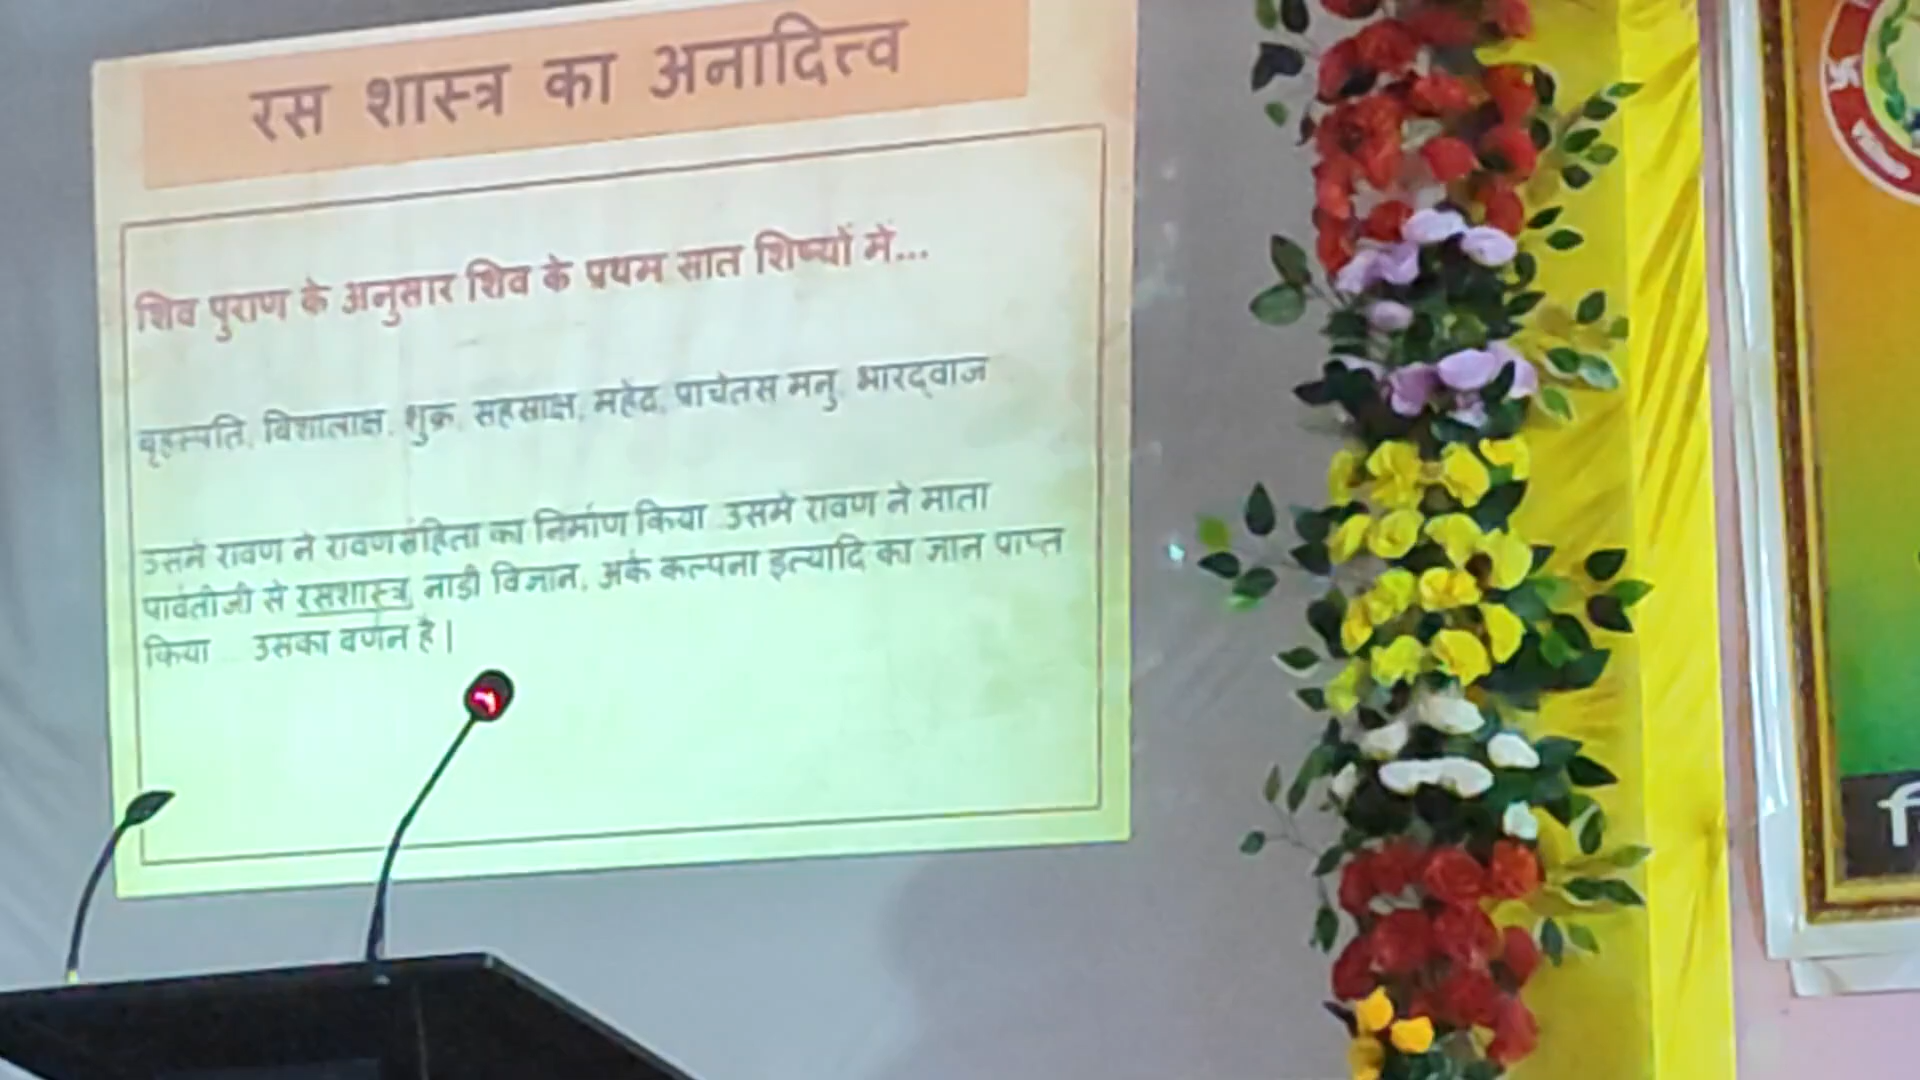 रस शास्त्र का अनादित्त्व
शिव पुराण के अनुसार शिव के प्रथम सात शिष्यों मे...
बृहस्पति, विशालाक्ष, शुक्र, सहसाक्ष, महेद्र, प्राचेतस मनु, भारद्वाज
उसमे रावण ने रावणसंहिता का निर्माण किया उसमे रावण ने माता
पार्वतीजी से रसशास्त्र, नाडी विज्ञान, अर्क कल्पना इत्यादि का ज्ञान प्राप्त
किया उसका वर्णन है |